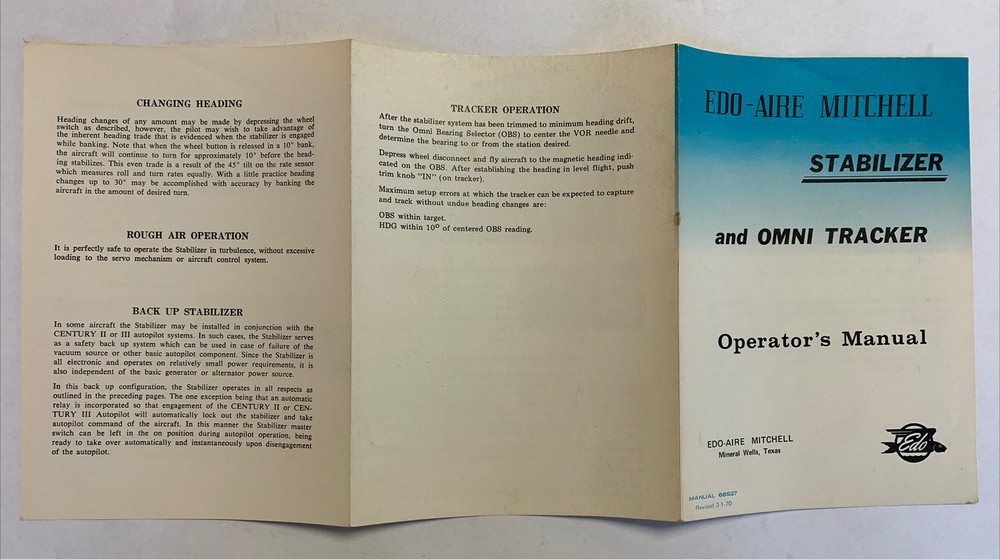 CHANGING HEADING
Heading changes of any amount may be made by depressing the wheel
switch as described, however, the pilot may wish to take advantage of
the inherent heading trade that is evidenced when the stabilizer is engaged
while banking. Note that when the wheel button is released in a 10° bank,
the aircraft will continue to turn for approximately 10° before the head-
ing stabilizes. This even trade is a result of the 45° tilt on the rate sensor
which measures roll and turn rates equally. With a little practice heading
changes up to 30° may be accomplished with accuracy by banking the
aircraft in the amount of desired turn.
ROUGH AIR OPERATION
It is perfectly safe to operate the Stabilizer in turbulence, without excessive
loading to the servo mechanism or aircraft control system.
BACK UP STABILIZER
In some aircraft the Stabilizer may be installed in conjunction with the
CENTURY II or III autopilot systems. In such cases, the Stabilizer serves
as a safety back up system which can be used in case of failure of the
vacuum source or other basic autopilot component. Since the Stabilizer is
all electronic and operates on relatively small power requirements, it is
also independent of the basic generator or alternator power source.
In this back up configuration, the Stabilizer operates in all respects as
outlined in the preceding pages. The one exception being that an automatic
relay is incorporated so that engagement of the CENTURY II or CEN-
TURY III Autopilot will automatically lock out the stabilizer and take
autopilot command of the aircraft. In this manner the Stabilizer master
switch can be left in the on position during autopilot operation, being
ready to take over automatically and instantaneously upon disengagement
of the autopilot.
TRACKER OPERATION
After the stabilizer system has been trimmed to minimum heading drift,
turn the Omni Bearing Selector (OBS) to center the VOR needle and
determine the bearing to or from the station desired.
Depress wheel disconnect and fly aircraft to the magnetic heading indi-
cated on the OBS. After establishing the heading in level flight, push
trim knob "IN" (on tracker).
Maximum setup errors at which the tracker can be expected to capture
and track without undue heading changes are:
OBS within target.
HDG within 10° of centered OBS reading.
EDO-AIRE MITCHELL
STABILIZER
and OMNI TRACKER
Operator's Manual
EDO-AIRE MITCHELL
Mineral Wells, Texas
Edo
MANUAL 68S27
Revised 3-1-70